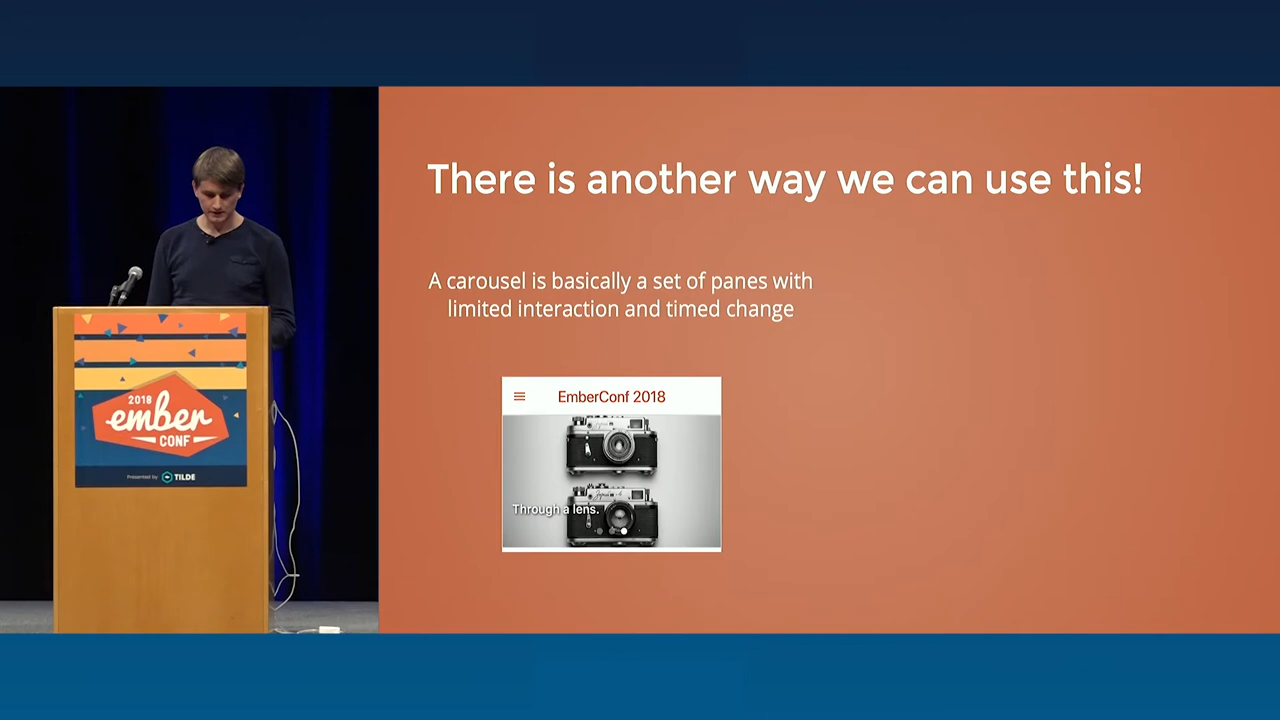 There is another way we can use this!
A carousel is basically a set of panes with
limited interaction and timed change
EmberConf 2018
Through a lens.
2018
ember
CONF
Presented by TILDE